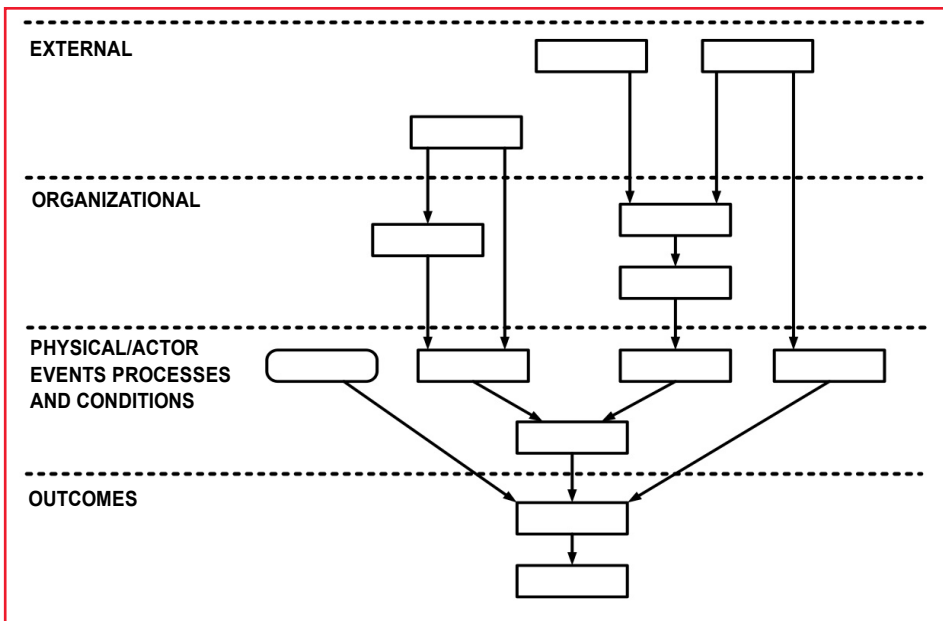 EXTERNAL
ORGANIZATIONAL
PHYSICAL/ACTOR
EVENTS PROCESSES
AND CONDITIONS
OUTCOMES